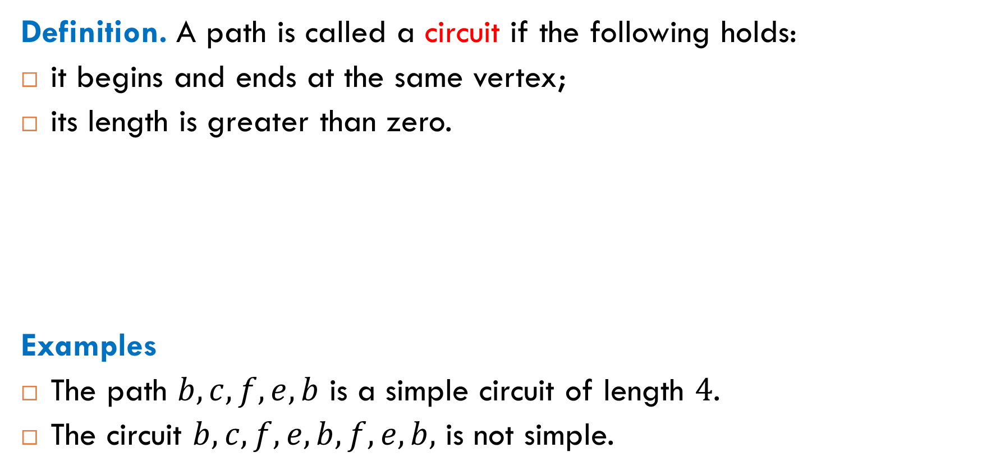 Definition. A path is called a circuit if the following holds:
□ it begins and ends at the same vertex;
□ its length is greater than zero.
Examples
□ The path b, c, f, e, b is a simple circuit of length 4.
□ The circuit b, c, f, e, b, f, e, b, is not simple.